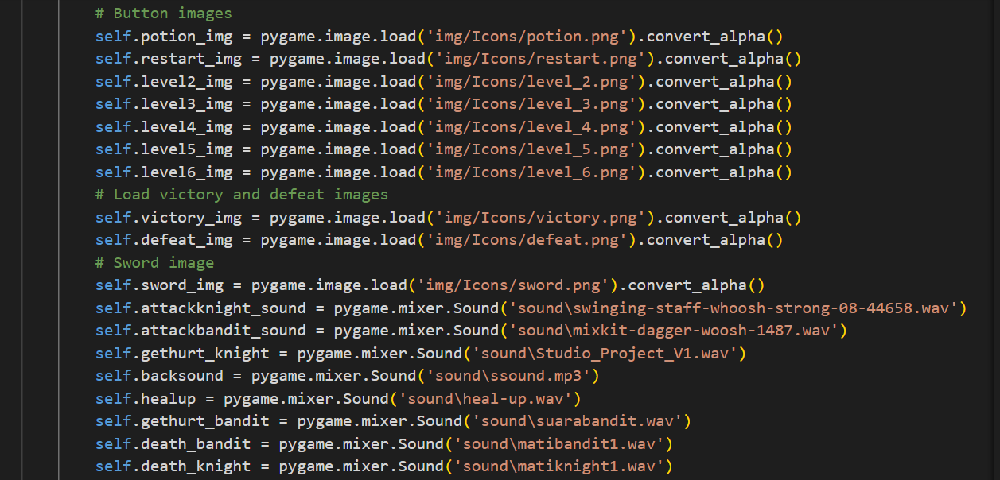 # Button images
self.potion_img = pygame.image.load('img/Icons/potion.png').convert_alpha()
self.restart_img = pygame.image.load('img/Icons/restart.png').convert_alpha()
self.level2_img = pygame.image.load('img/Icons/level_2.png').convert_alpha()
self.level3_img = pygame.image.load('img/Icons/level_3.png').convert_alpha()
self.level4_img = pygame.image.load('img/Icons/level_4.png').convert_alpha()
self.level5_img = pygame.image.load('img/Icons/level_5.png').convert_alpha()
self.level6_img = pygame.image.load('img/Icons/level_6.png').convert_alpha()
# Load victory and defeat images
self.victory_img = pygame.image.load('img/Icons/victory.png').convert_alpha()
self.defeat_img = pygame.image.load('img/Icons/defeat.png').convert_alpha()
# Sword image
self.sword_img = pygame.image.load('img/Icons/sword.png').convert_alpha()
self.attackknight_sound = pygame.mixer.Sound('sound\swinging-staff-whoosh-strong-08-44658.wav')
self.attackbandit_sound = pygame.mixer.Sound('sound\mixkit-dagger-woosh-1487.wav')
self.gethurt_knight = pygame.mixer.Sound('sound\Studio_Project_V1.wav')
self.backsound = pygame.mixer.Sound('sound\ssound.mp3')
self.healup = pygame.mixer.Sound('sound\heal-up.wav')
self.gethurt_bandit = pygame.mixer.Sound('sound\suarabandit.wav')
self.death_bandit = pygame.mixer.Sound('sound\matibandit1.wav')
self.death_knight = pygame.mixer.Sound('sound\matiknight1.wav')